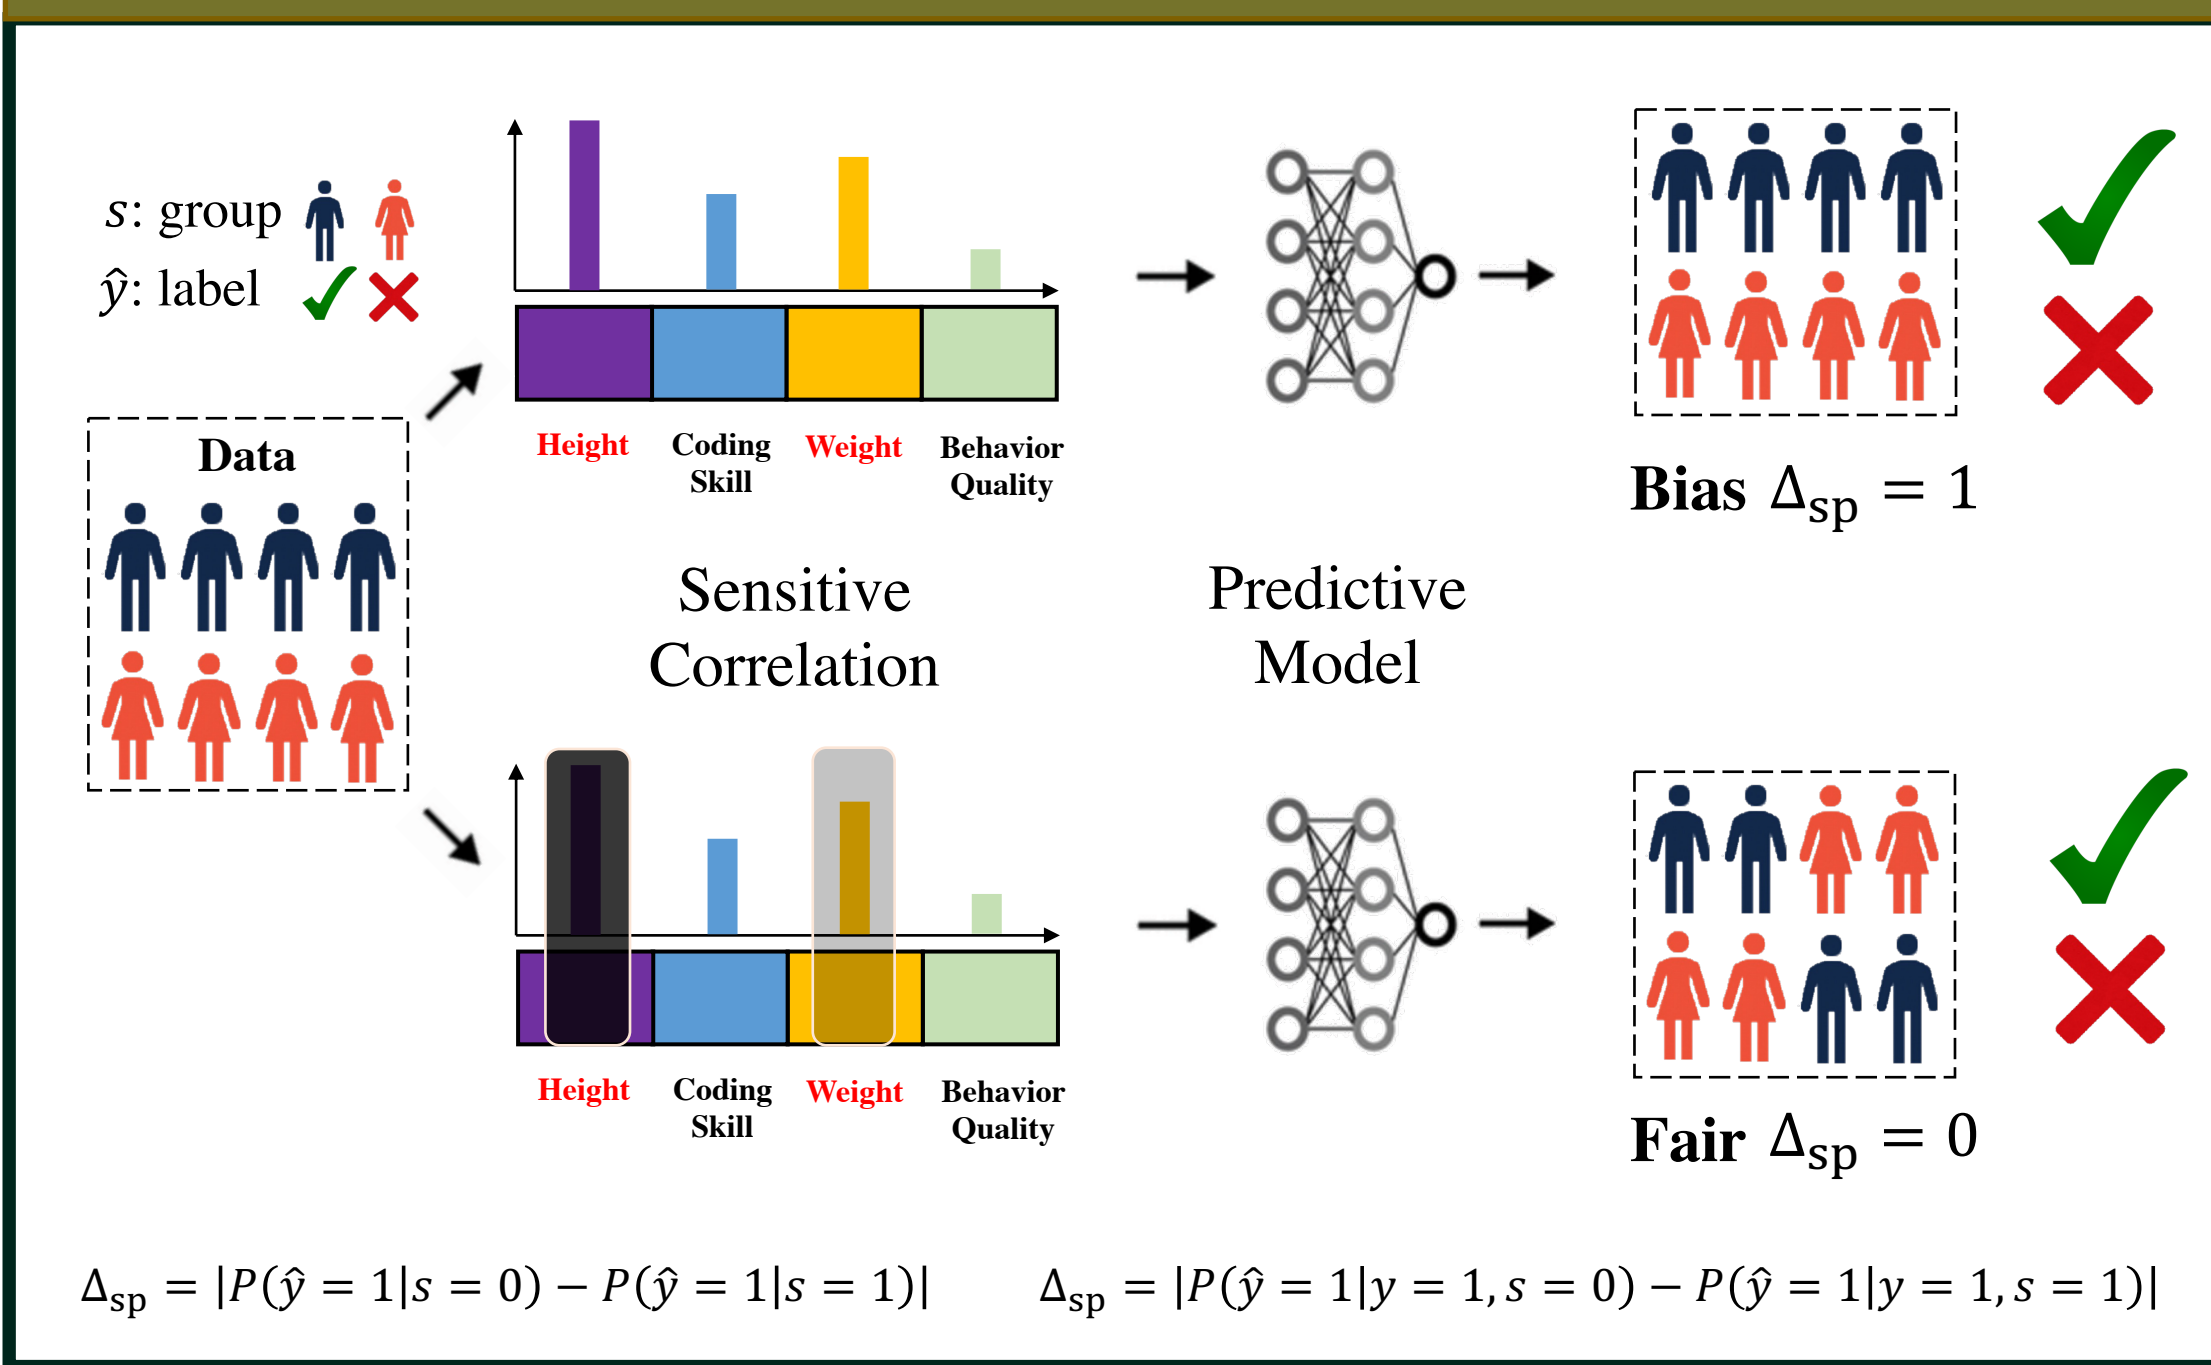 s: group
ŷ: label
Data
Height
Coding
Skill
Weight
Behavior
Quality
Bias Δsp = 1
Sensitive
Correlation
Predictive
Model
Height
Coding
Skill
Weight
Behavior
Quality
Fair Δsp = 0
Δsp = |P(ŷ = 1|s = 0) − P(ŷ = 1|s = 1)|
Δsp = |P(ŷ = 1|y = 1, s = 0) − P(ŷ = 1|y = 1, s = 1)|